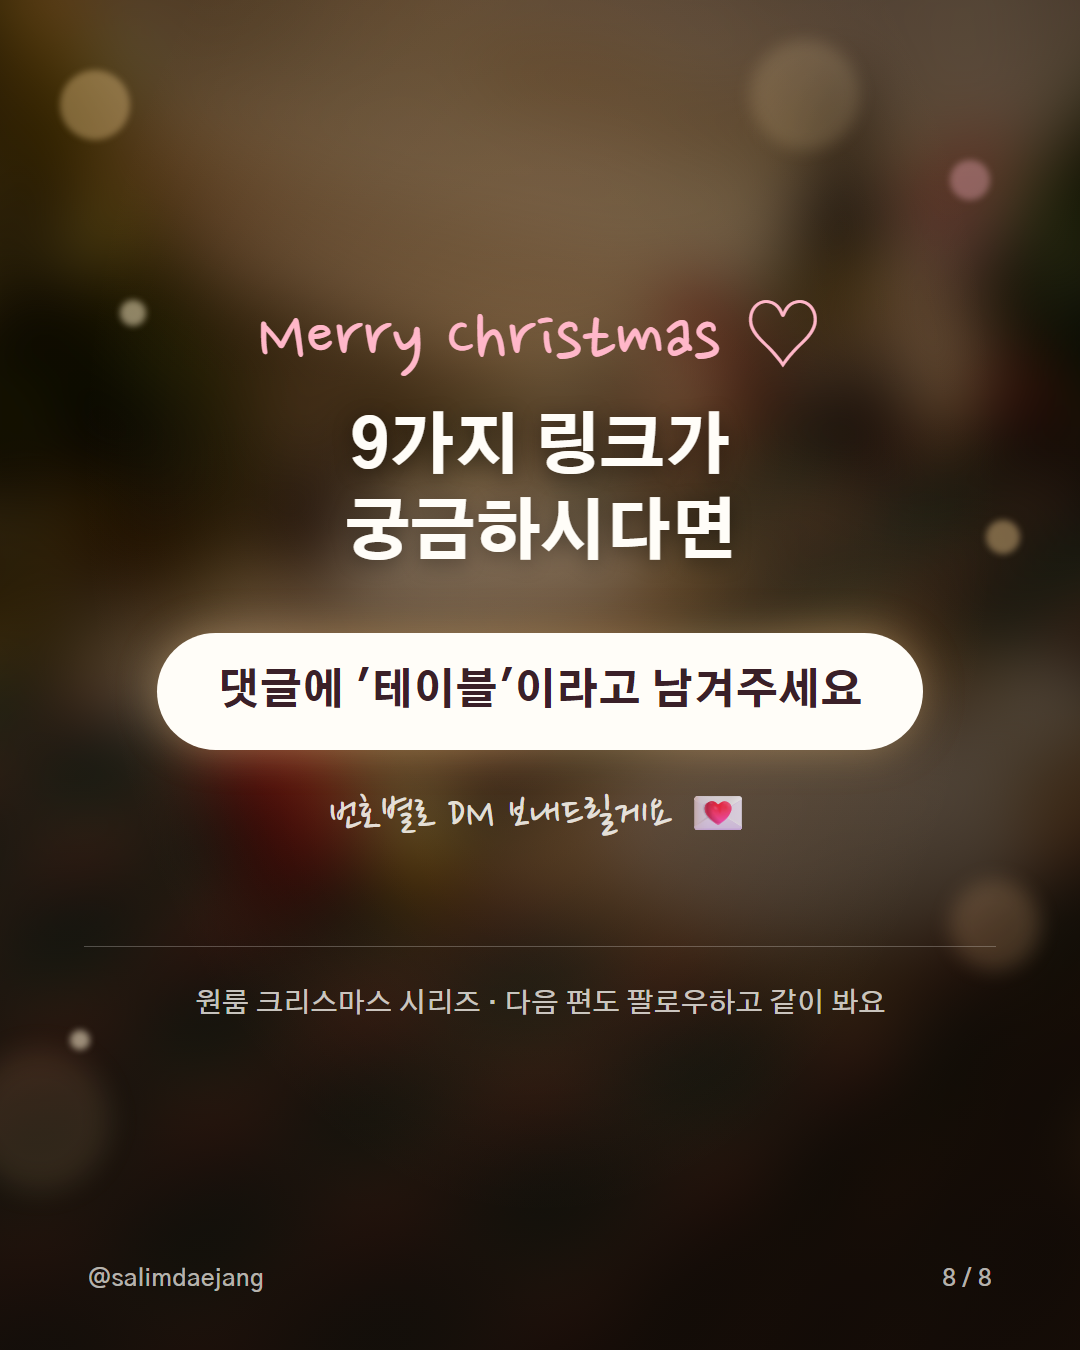 Merry christmas ♡
9가지 링크가
궁금하시다면
댓글에 '테이블'이라고 남겨주세요
번호별로 DM 보내드릴게요 💌
원룸 크리스마스 시리즈 · 다음 편도 팔로우하고 같이 봐요
@salimdaejang
8 / 8